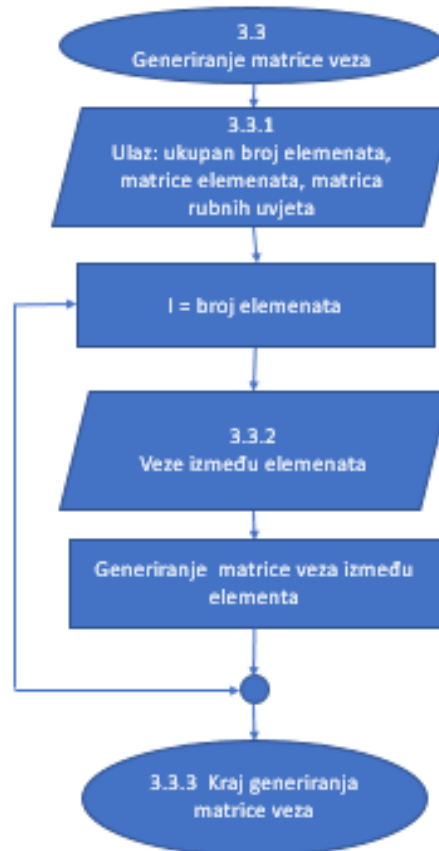 3.3
Generiranje matrice veza
3.3.1
Ulaz: ukupan broj elemenata,
matrice elemenata, matrica
rubnih uvjeta
I = broj elemenata
3.3.2
Veze između elemenata
Generiranje matrice veza između
elementa
3.3.3 Kraj generiranja
matrice veza